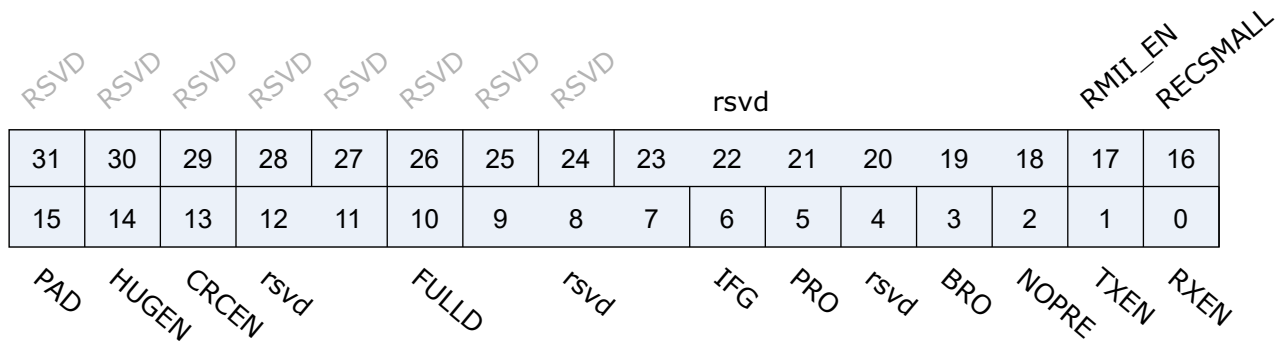 RSVD RSVD RSVD RSVD RSVD RSVD RSVD RSVD rsvd RMII_EN RECSMALL
31 30 29 28 27 26 25 24 23 22 21 20 19 18 17 16
15 14 13 12 11 10 9 8 7 6 5 4 3 2 1 0
PAD HUGEN CRCEN rsvd FULLD rsvd IFG PRO rsvd BRO NOPRE TXEN RXEN